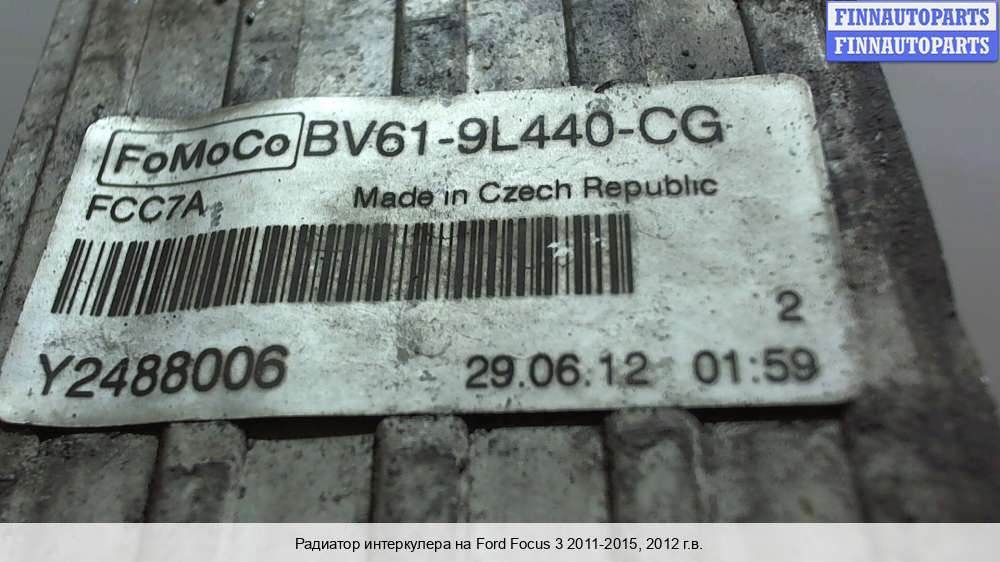 FINNAUTOPARTS
FINNAUTOPARTS
FoMoCo BV61-9L440-CG
FCC7A Made in Czech Republic
2
Y2488006 29.06.12 01:59
Радиатор интеркулера на Ford Focus 3 2011-2015, 2012 г.в.